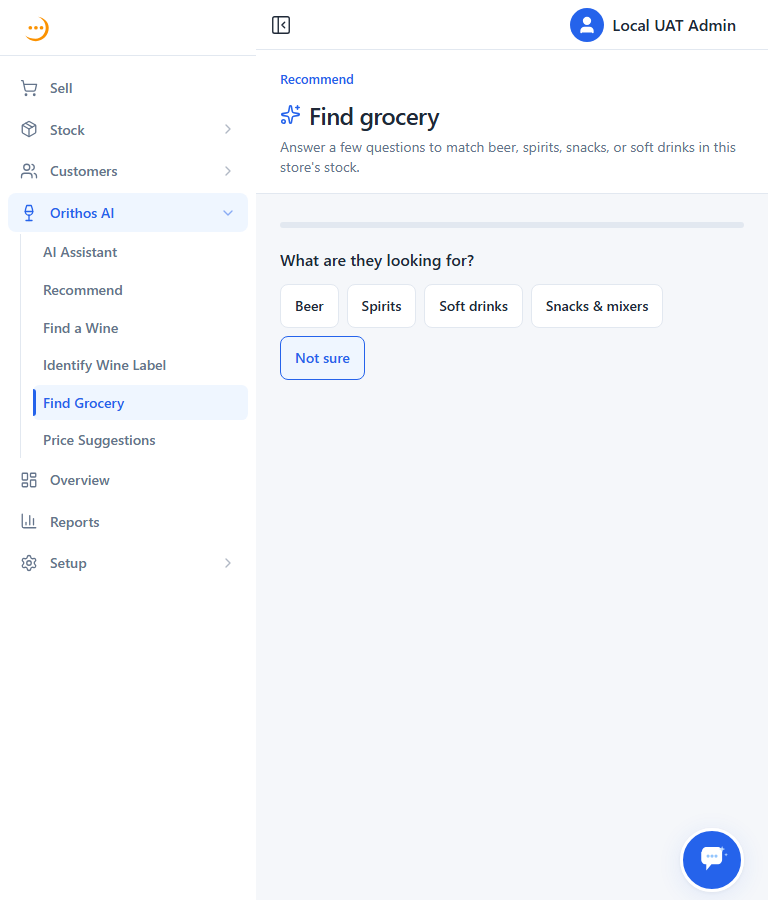 Local UAT Admin
Sell
Stock
Customers
Orithos AI
AI Assistant
Recommend
Find a Wine
Identify Wine Label
Find Grocery
Price Suggestions
Overview
Reports
Setup
Recommend
Find grocery
Answer a few questions to match beer, spirits, snacks, or soft drinks in this
store's stock.
What are they looking for?
Beer
Spirits
Soft drinks
Snacks & mixers
Not sure